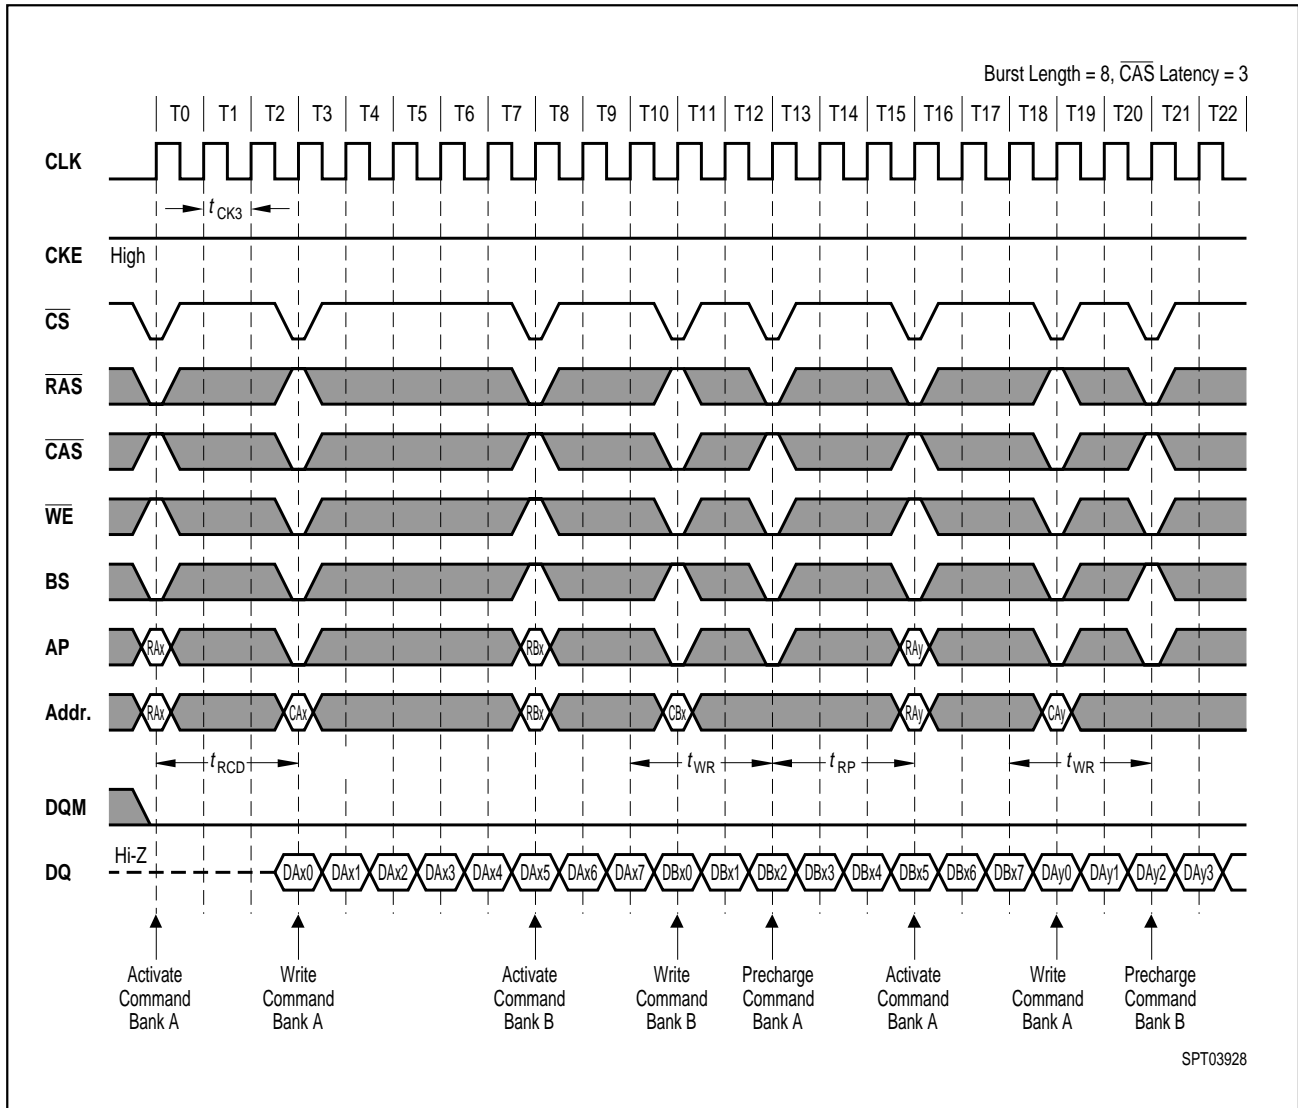 Burst Length = 8, CAS Latency = 3
T0 T1 T2 T3 T4 T5 T6 T7 T8 T9 T10 T11 T12 T13 T14 T15 T16 T17 T18 T19 T20 T21 T22
CLK
t CK3
CKE High
CS
RAS
CAS
WE
BS
AP RAx RBx RAy
Addr. RAx CAx RBx CBx RAy CAy
t RCD t WR t RP t WR
DQM
Hi-Z
DQ DAx0 DAx1 DAx2 DAx3 DAx4 DAx5 DAx6 DAx7 DBx0 DBx1 DBx2 DBx3 DBx4 DBx5 DBx6 DBx7 DAy0 DAy1 DAy2 DAy3
Activate Write Activate Write Precharge Activate Write Precharge
Command Command Command Command Command Command Command Command
Bank A Bank A Bank B Bank B Bank A Bank A Bank A Bank B
SPT03928